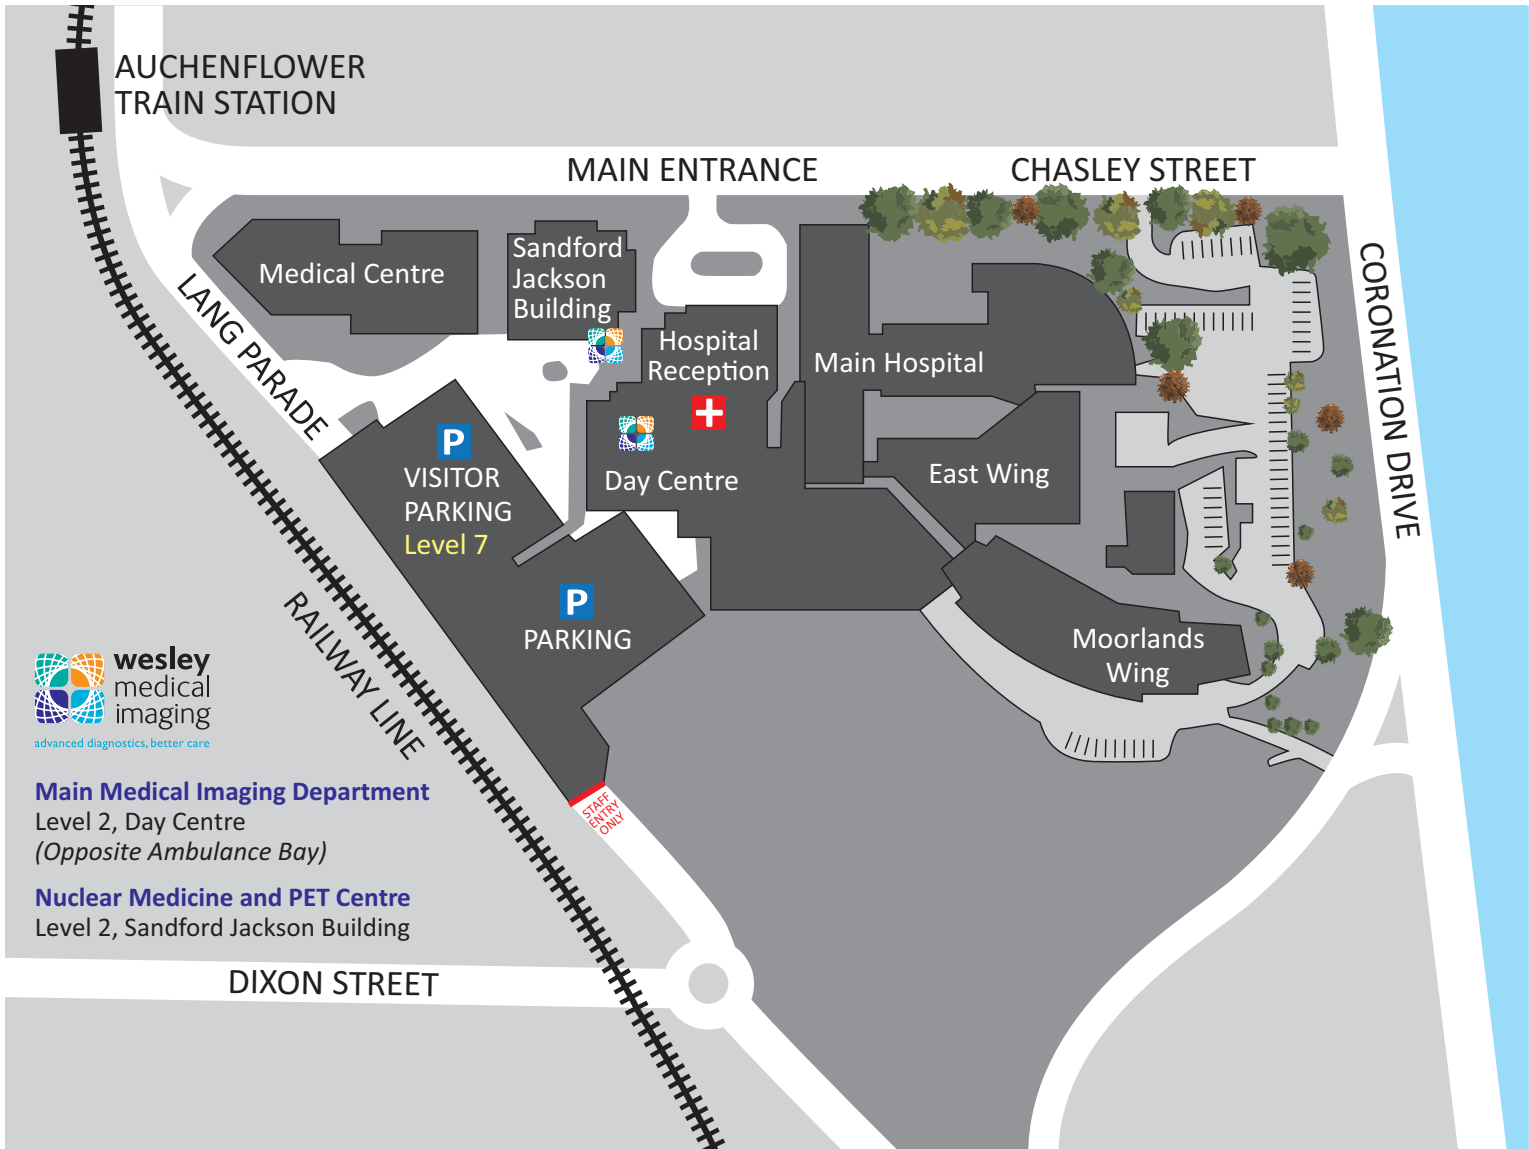 AUCHENFLOWER
TRAIN STATION
MAIN ENTRANCE
CHASLEY STREET
CORONATION DRIVE
LANG PARADE
Medical Centre
Sandford
Jackson
Building
Hospital
Reception
Main Hospital
Day Centre
East Wing
Moorlands
Wing
P
VISITOR
PARKING
Level 7
P
PARKING
RAILWAY LINE
STAFF
ENTRY
ONLY
wesley
medical
imaging
advanced diagnostics, better care
Main Medical Imaging Department
Level 2, Day Centre
(Opposite Ambulance Bay)
Nuclear Medicine and PET Centre
Level 2, Sandford Jackson Building
DIXON STREET